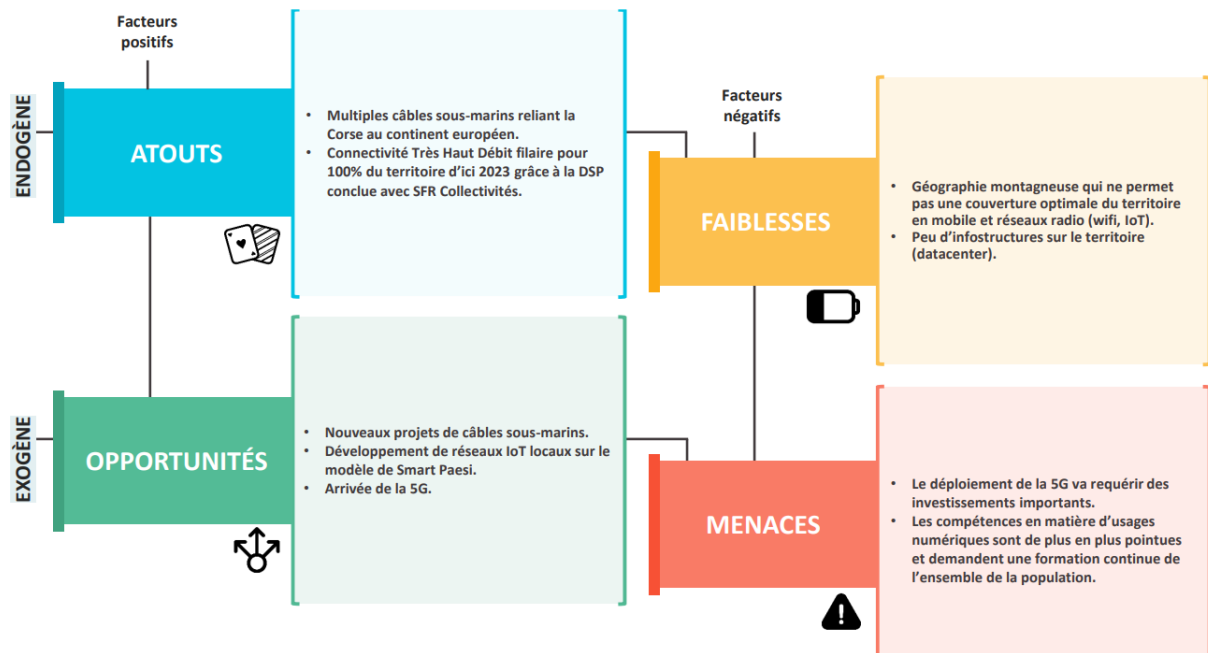 Facteurs
positifs
ENDOGÈNE
ATOUTS
• Multiples câbles sous-marins reliant la
Corse au continent européen.
• Connectivité Très Haut Débit filaire pour
100% du territoire d’ici 2023 grâce à la DSP
conclue avec SFR Collectivités.
Facteurs
négatifs
FAIBLESSES
• Géographie montagneuse qui ne permet
pas une couverture optimale du territoire
en mobile et réseaux radio (wifi, IoT).
• Peu d’infostructures sur le territoire
(datacenter).
EXOGÈNE
OPPORTUNITÉS
• Nouveaux projets de câbles sous-marins.
• Développement de réseaux IoT locaux sur le
modèle de Smart Paesi.
• Arrivée de la 5G.
MENACES
• Le déploiement de la 5G va requérir des
investissements importants.
• Les compétences en matière d’usages
numériques sont de plus en plus pointues
et demandent une formation continue de
l’ensemble de la population.